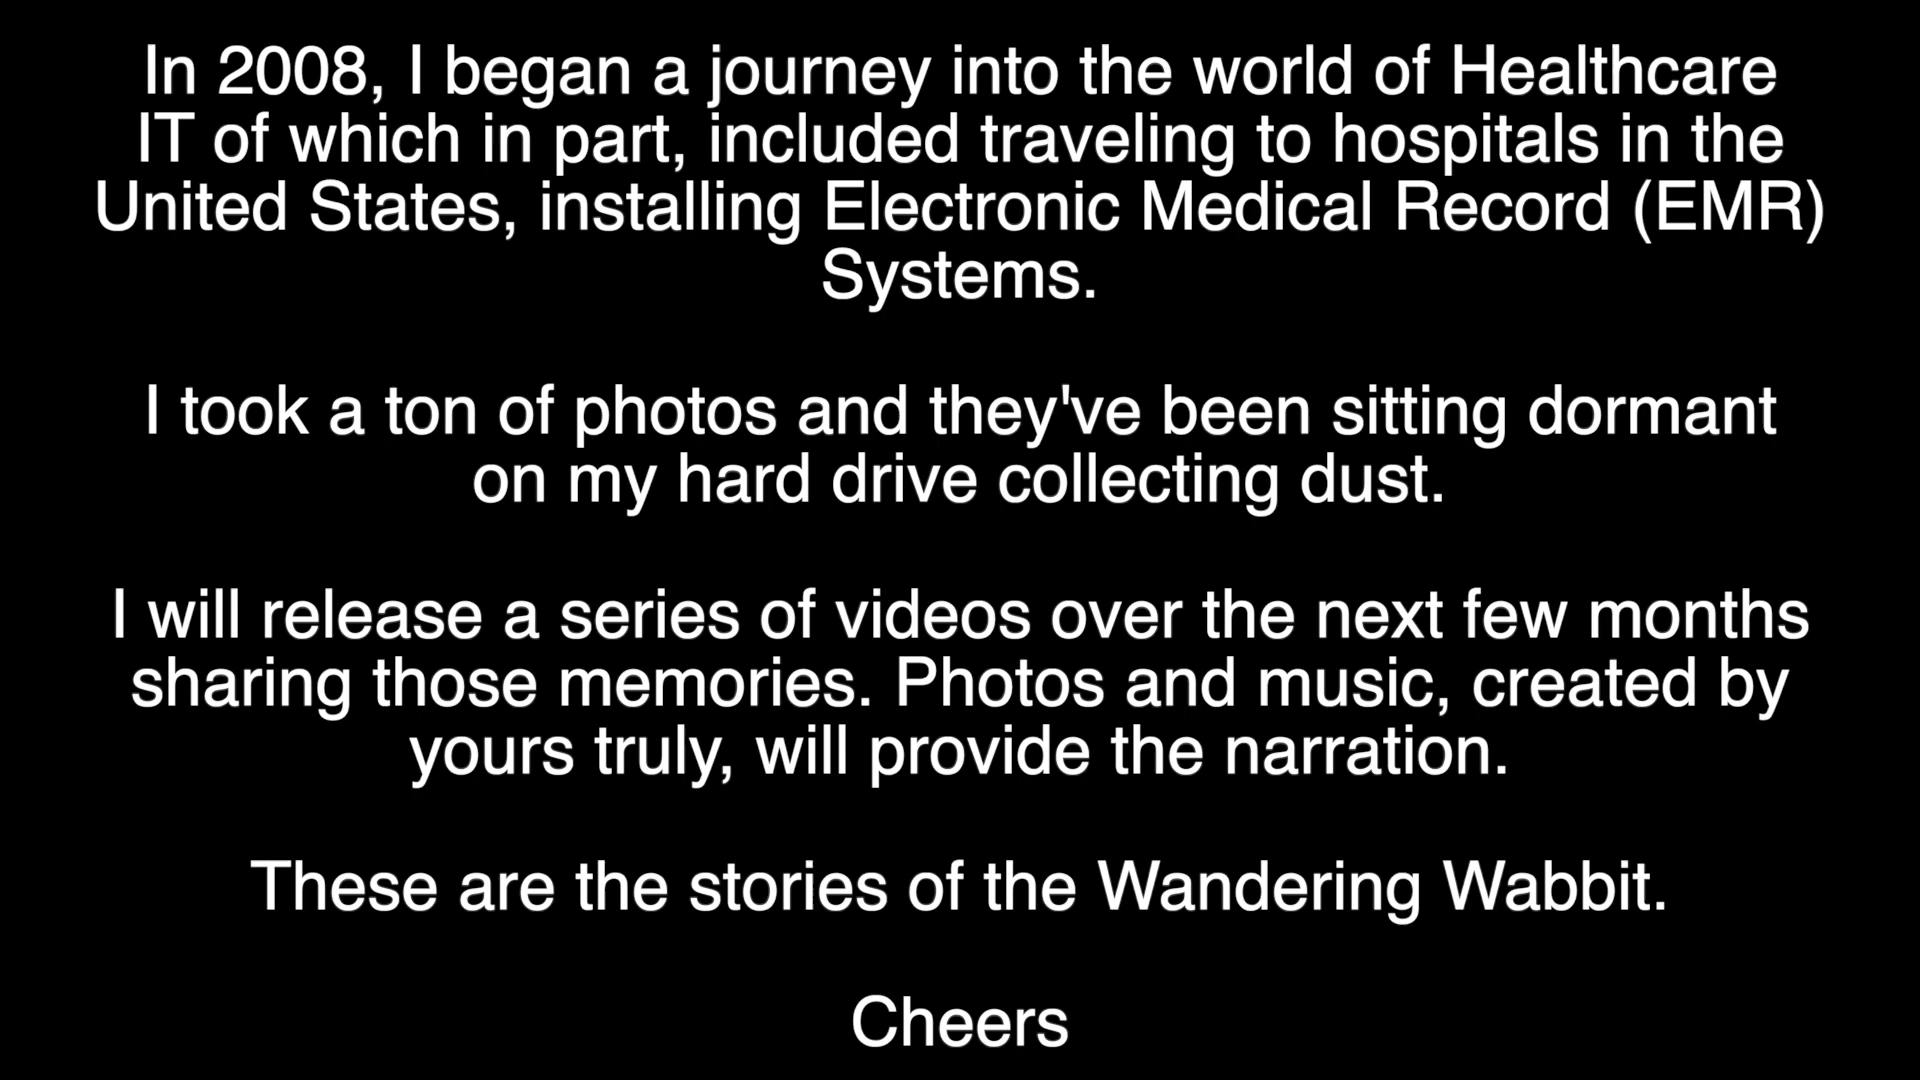 In 2008, I began a journey into the world of Healthcare
IT of which in part, included traveling to hospitals in the
United States, installing Electronic Medical Record (EMR)
Systems.
I took a ton of photos and they've been sitting dormant
on my hard drive collecting dust.
I will release a series of videos over the next few months
sharing those memories. Photos and music, created by
yours truly, will provide the narration.
These are the stories of the Wandering Wabbit.
Cheers